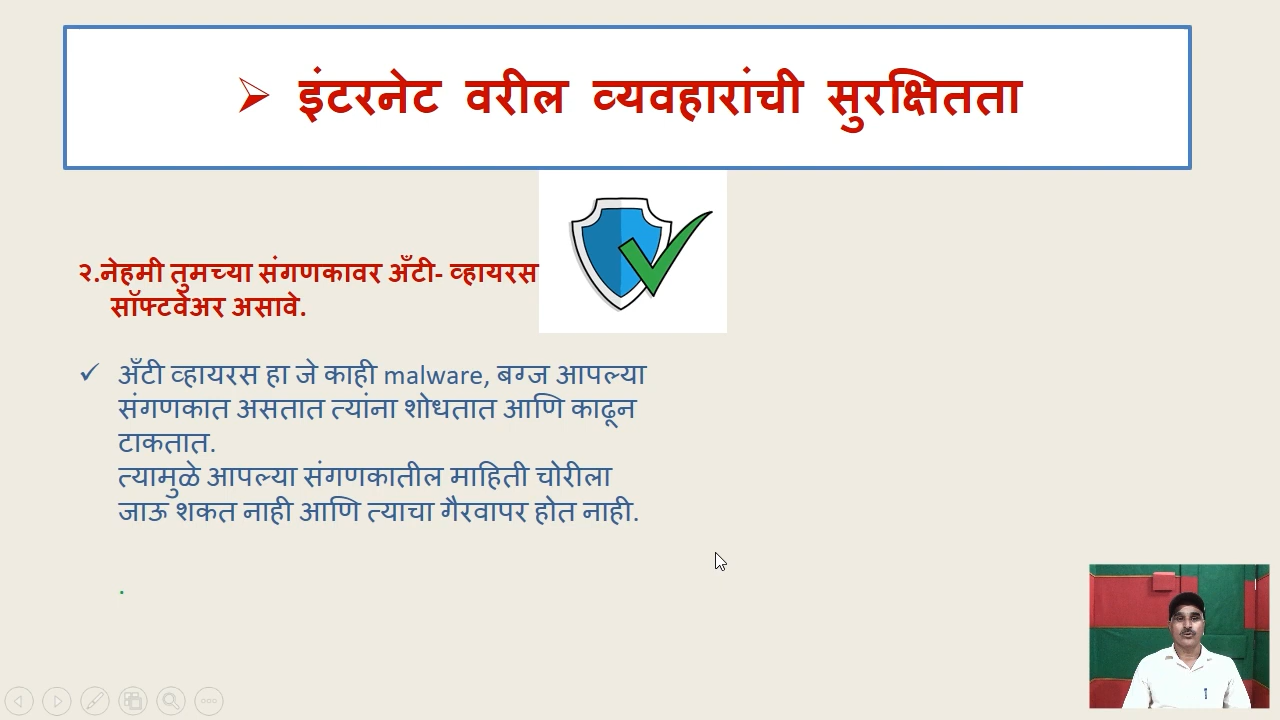 इंटरनेट वरील व्यवहारांची सुरक्षितता
२.नेहमी तुमच्या संगणकावर अँटी- व्हायरस
सॉफ्टवेअर असावे.
अँटी व्हायरस हा जे काही malware, बग्ज आपल्या
संगणकात असतात त्यांना शोधतात आणि काढून
टाकतात.
त्यामुळे आपल्या संगणकातील माहिती चोरीला
जाऊ शकत नाही आणि त्याचा गैरवापर होत नाही.
.